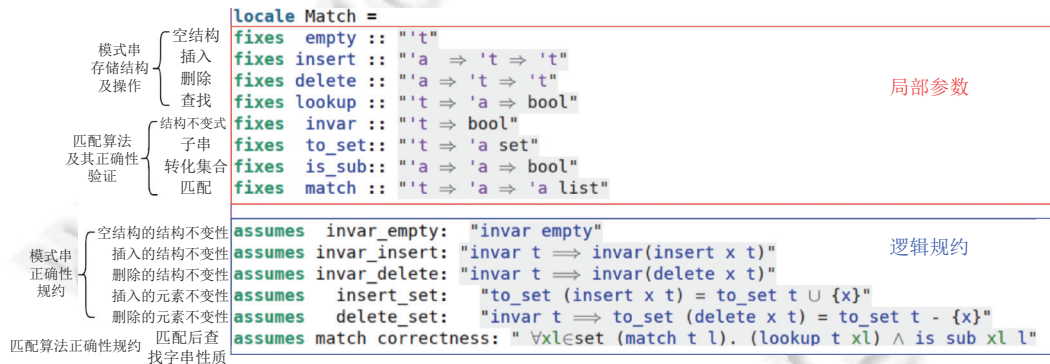 locale Match =
模式串
存储结构
及操作
空结构 fixes empty :: "'t"
插入 fixes insert :: "'a ⇒ 't ⇒ 't"
删除 fixes delete :: "'a ⇒ 't ⇒ 't"
查找 fixes lookup :: "'t ⇒ 'a ⇒ bool"
局部参数
匹配算法
及其正确性
验证
结构不变式 fixes invar :: "'t ⇒ bool"
子串 fixes to_set:: "'t ⇒ 'a set"
转化集合 fixes is_sub:: "'a ⇒ 'a ⇒ bool"
匹配 fixes match :: "'t ⇒ 'a ⇒ 'a list"
模式串
正确性
规约
空结构的结构不变性 assumes invar_empty: "invar empty"
插入的结构不变性 assumes invar_insert: "invar t ⟹ invar(insert x t)"
删除的结构不变性 assumes invar_delete: "invar t ⟹ invar(delete x t)"
插入的元素不变性 assumes insert_set: "to_set (insert x t) = to_set t ∪ {x}"
删除的元素不变性 assumes delete_set: "invar t ⟹ to_set (delete x t) = to_set t - {x}"
逻辑规约
匹配算法正确性规约
匹配后查 assumes match correctness: " ∀xl∈set (match t l). (lookup t xl) ∧ is sub xl l"
找字串性质